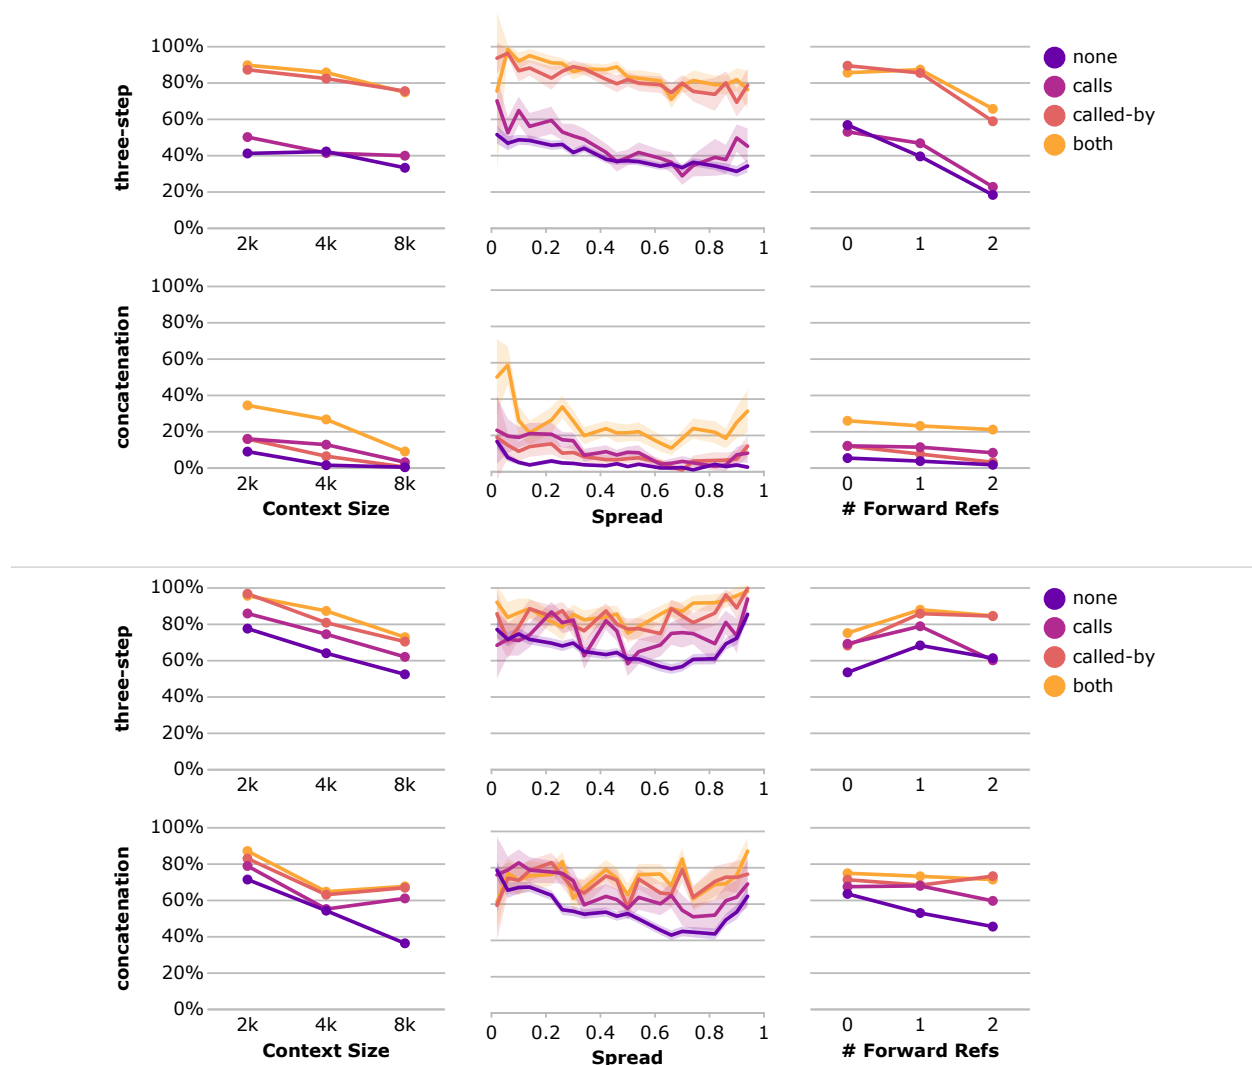 three-step
100%
80%
60%
40%
20%
0%
2k 4k 8k
0 0.2 0.4 0.6 0.8 1
0 1 2
none
calls
called-by
both
concatenation
100%
80%
60%
40%
20%
0%
2k 4k 8k
Context Size
0 0.2 0.4 0.6 0.8 1
Spread
0 1 2
# Forward Refs
three-step
100%
80%
60%
40%
20%
0%
2k 4k 8k
0 0.2 0.4 0.6 0.8 1
0 1 2
none
calls
called-by
both
concatenation
100%
80%
60%
40%
20%
0%
2k 4k 8k
Context Size
0 0.2 0.4 0.6 0.8 1
Spread
0 1 2
# Forward Refs